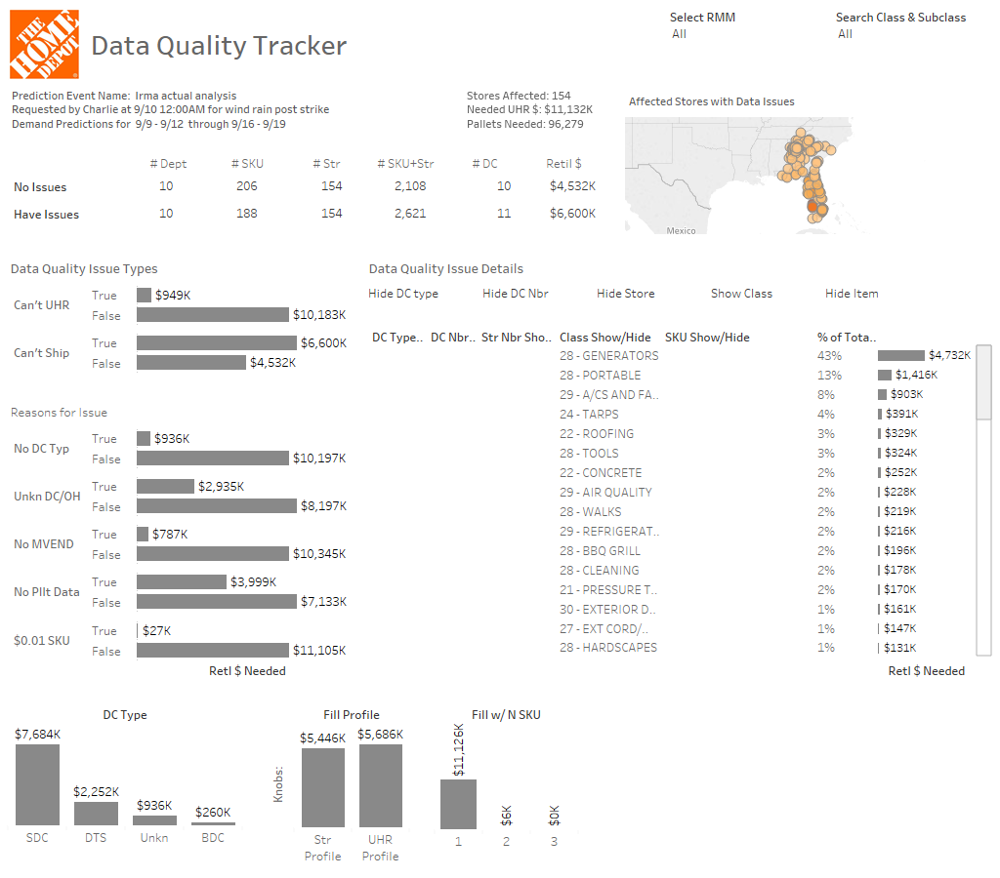 THE HOME DEPOT
Data Quality Tracker
Select RMM
All
Search Class & Subclass
All
Prediction Event Name: Irma actual analysis
Requested by Charlie at 9/10 12:00AM for wind rain post strike
Demand Predictions for 9/9 - 9/12 through 9/16 - 9/19
Stores Affected: 154
Needed UHR $: $11,132K
Pallets Needed: 96,279
Affected Stores with Data Issues
Mexico
# Dept # SKU # Str # SKU+Str # DC Retil $
No Issues 10 206 154 2,108 10 $4,532K
Have Issues 10 188 154 2,621 11 $6,600K
Data Quality Issue Types
Can't UHR
True $949K
False $10,183K
Can't Ship
True $6,600K
False $4,532K
Reasons for Issue
No DC Typ
True $936K
False $10,197K
Unkn DC/OH
True $2,935K
False $8,197K
No MVEND
True $787K
False $10,345K
No Pllt Data
True $3,999K
False $7,133K
$0.01 SKU
True $27K
False $11,105K
Retl $ Needed
Data Quality Issue Details
Hide DC type Hide DC Nbr Hide Store Show Class Hide Item
DC Type.. DC Nbr.. Str Nbr Sho.. Class Show/Hide SKU Show/Hide % of Tota..
28 - GENERATORS 43% $4,732K
28 - PORTABLE 13% $1,416K
29 - A/CS AND FA.. 8% $903K
24 - TARPS 4% $391K
22 - ROOFING 3% $329K
28 - TOOLS 3% $324K
22 - CONCRETE 2% $252K
29 - AIR QUALITY 2% $228K
28 - WALKS 2% $219K
29 - REFRIGERAT.. 2% $216K
28 - BBQ GRILL 2% $196K
28 - CLEANING 2% $178K
21 - PRESSURE T.. 2% $170K
30 - EXTERIOR D.. 1% $161K
27 - EXT CORD/.. 1% $147K
28 - HARDSCAPES 1% $131K
Retl $ Needed
DC Type
$7,684K $2,252K $936K $260K
SDC DTS Unkn BDC
Knobs:
Fill Profile
$5,446K $5,686K
Str Profile
UHR Profile
Fill w/ N SKU
$11,126K $6K $0K
1 2 3